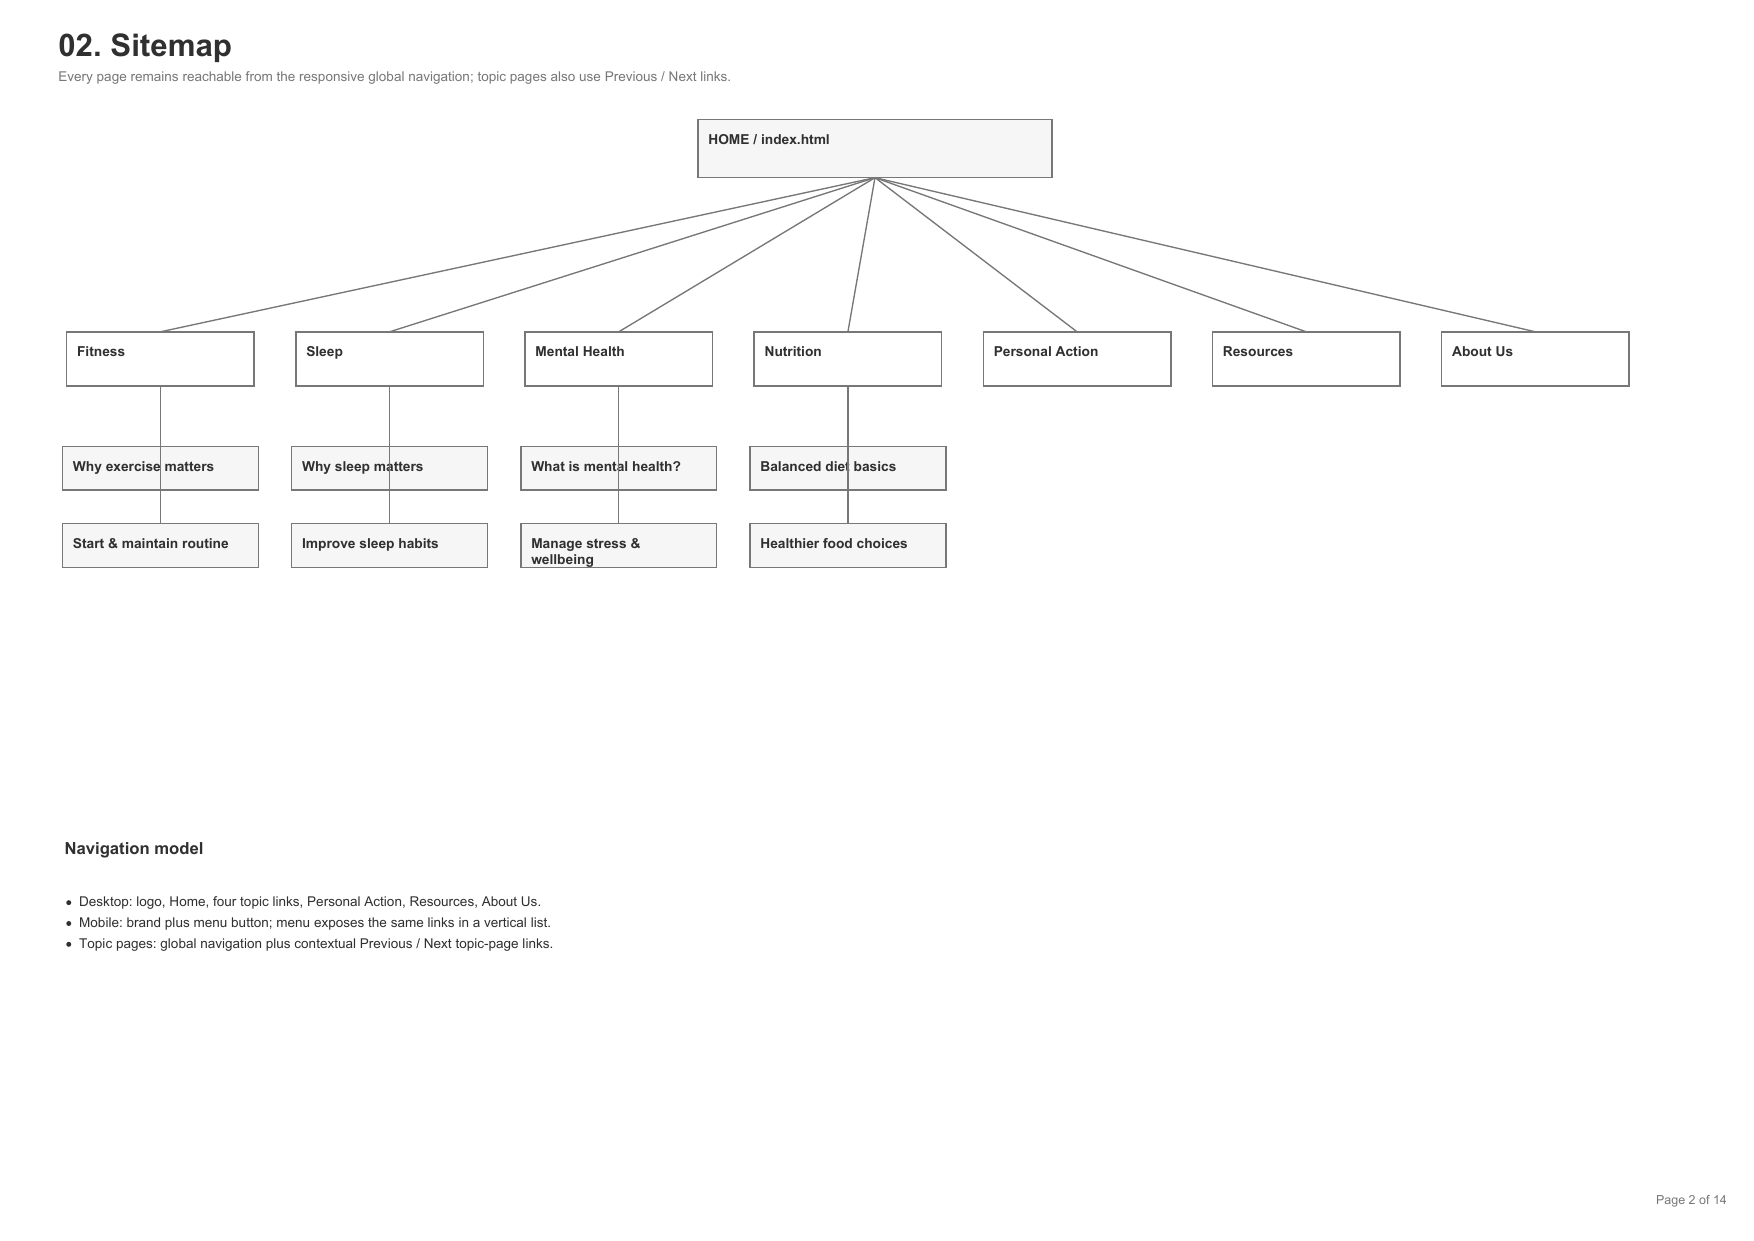 02. Sitemap
Every page remains reachable from the responsive global navigation; topic pages also use Previous / Next links.
HOME / index.html
Fitness
Sleep
Mental Health
Nutrition
Personal Action
Resources
About Us
Why exercise matters
Why sleep matters
What is mental health?
Balanced diet basics
Start & maintain routine
Improve sleep habits
Manage stress &
wellbeing
Healthier food choices
Navigation model
• Desktop: logo, Home, four topic links, Personal Action, Resources, About Us.
• Mobile: brand plus menu button; menu exposes the same links in a vertical list.
• Topic pages: global navigation plus contextual Previous / Next topic-page links.
Page 2 of 14